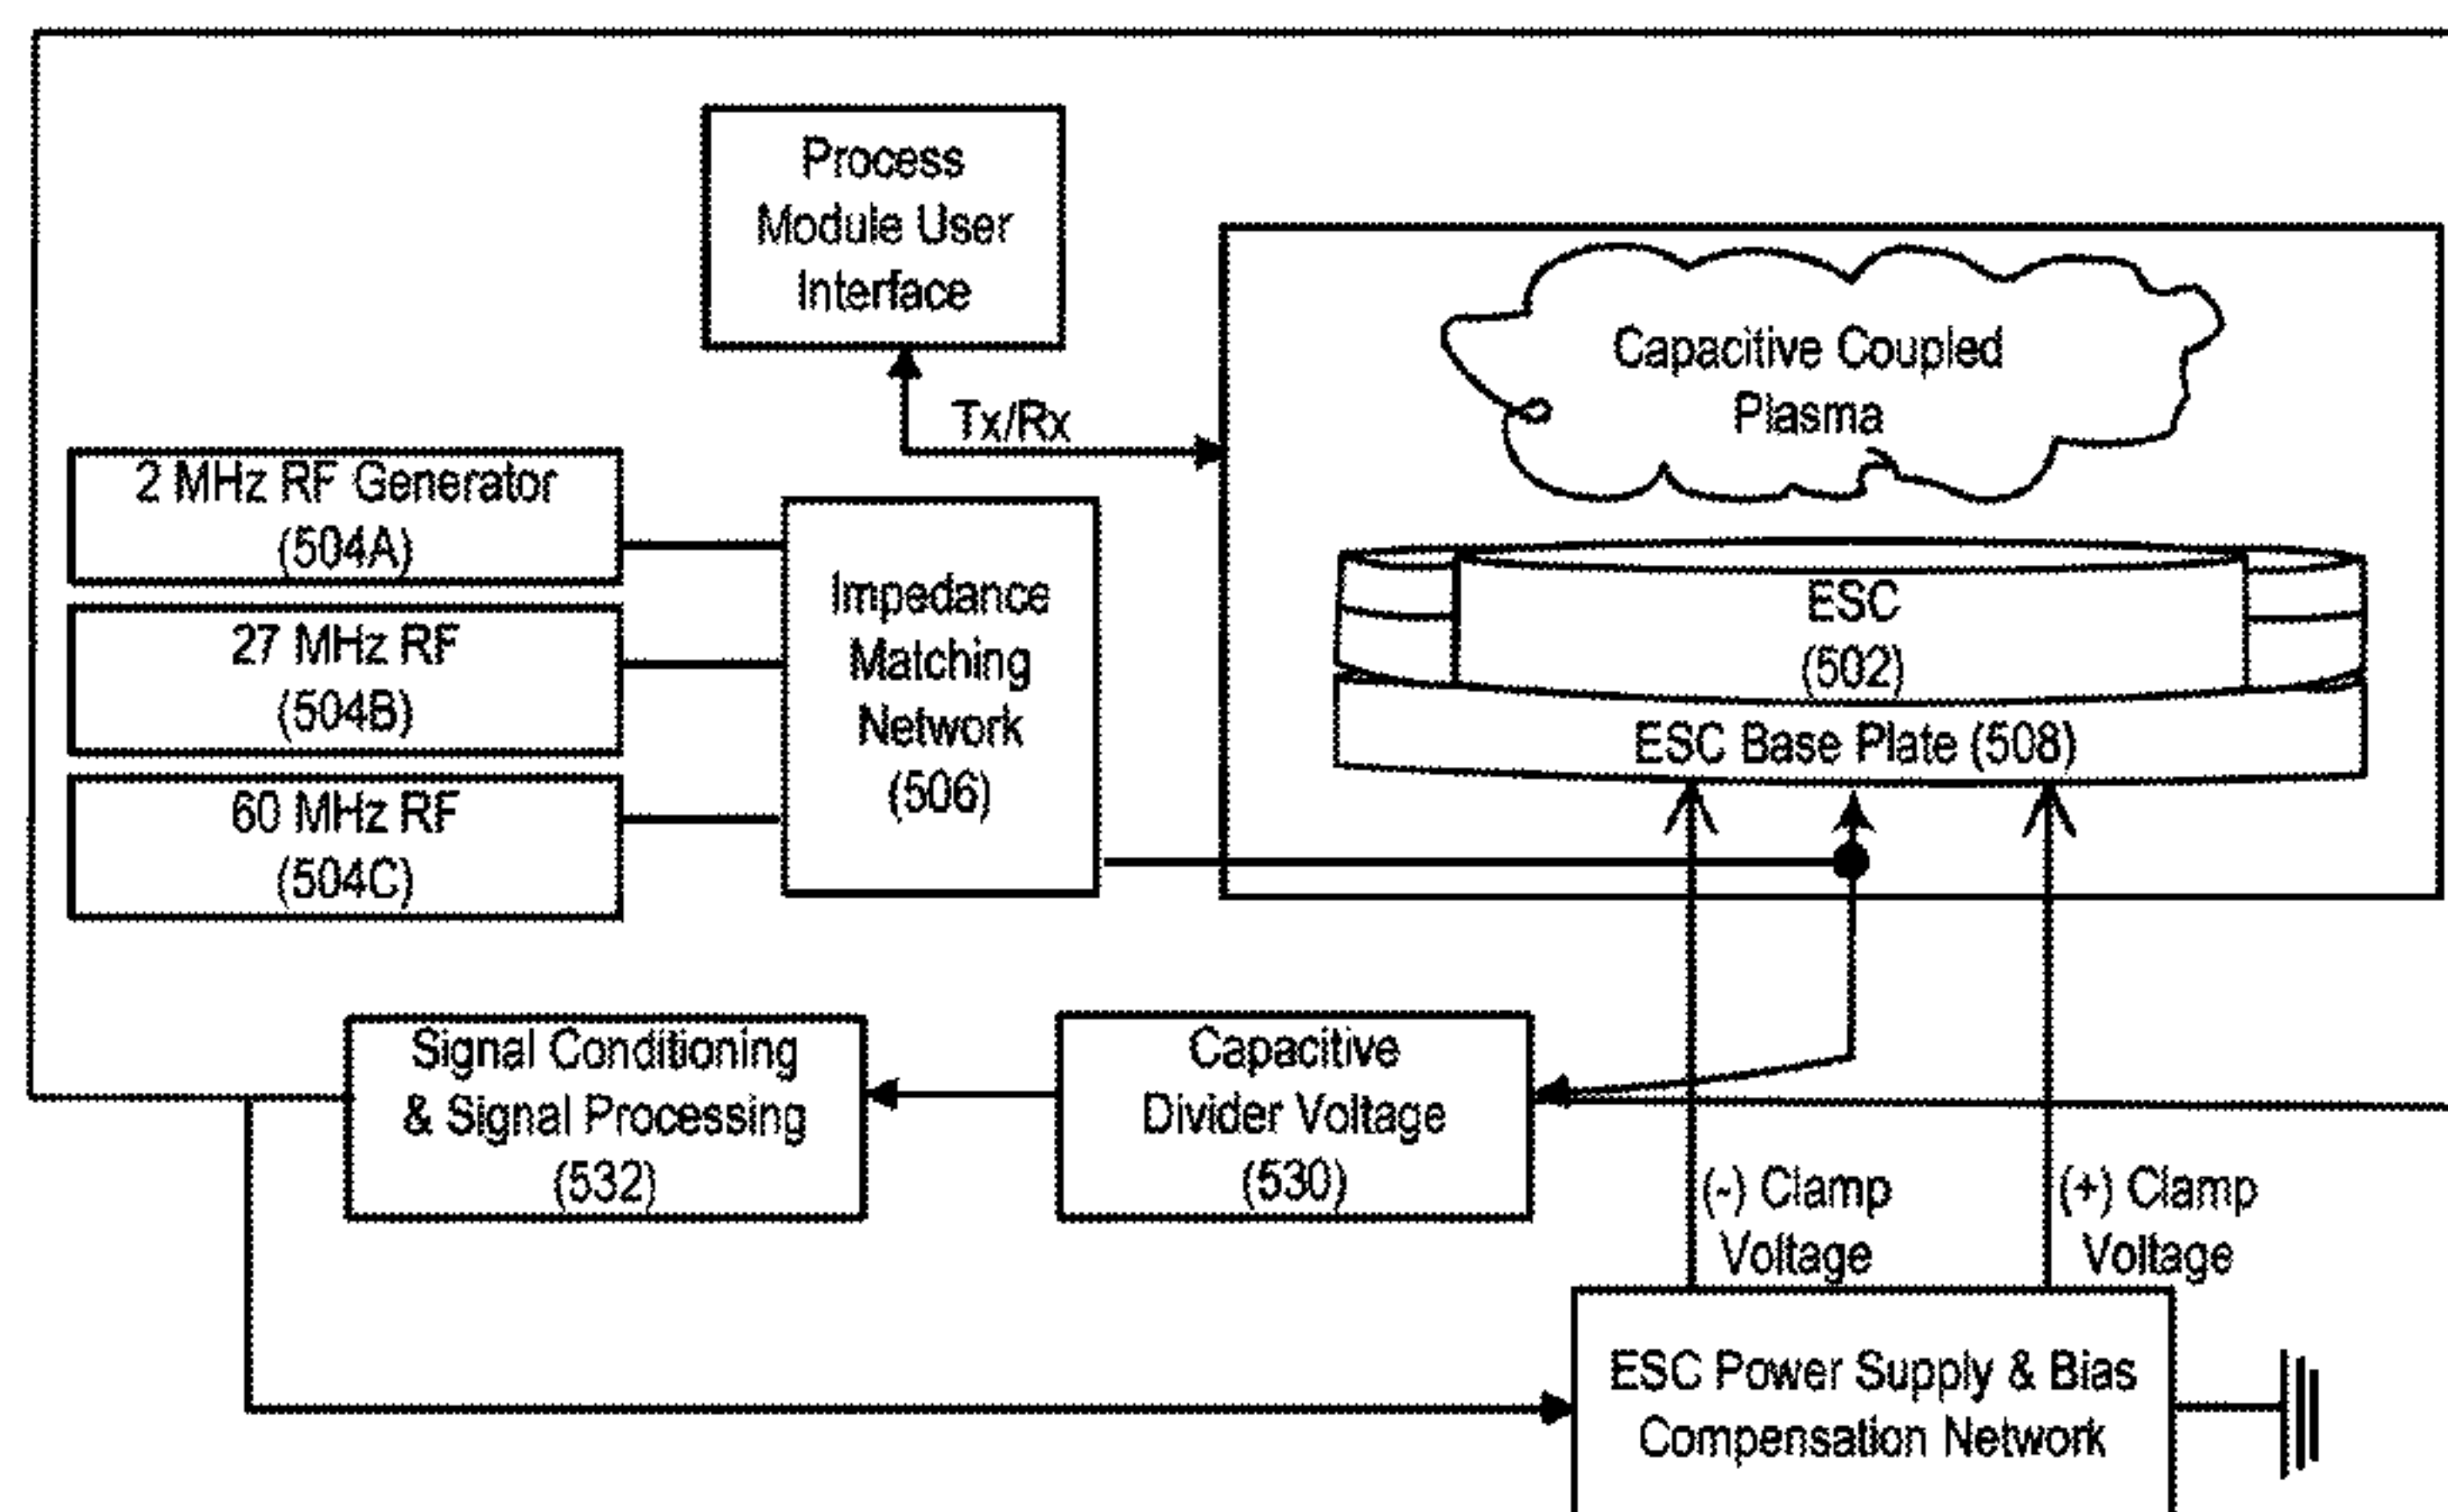 Process
Module User
Interface
Tx/Rx
Capacitive Coupled
Plasma
2 MHz RF Generator
(504A)
27 MHz RF
(504B)
60 MHz RF
(504C)
Impedance
Matching
Network
(506)
ESC
(502)
ESC Base Plate (508)
Signal Conditioning
& Signal Processing
(532)
Capacitive
Divider Voltage
(530)
(-) Clamp
Voltage
(+) Clamp
Voltage
ESC Power Supply & Bias
Compensation Network